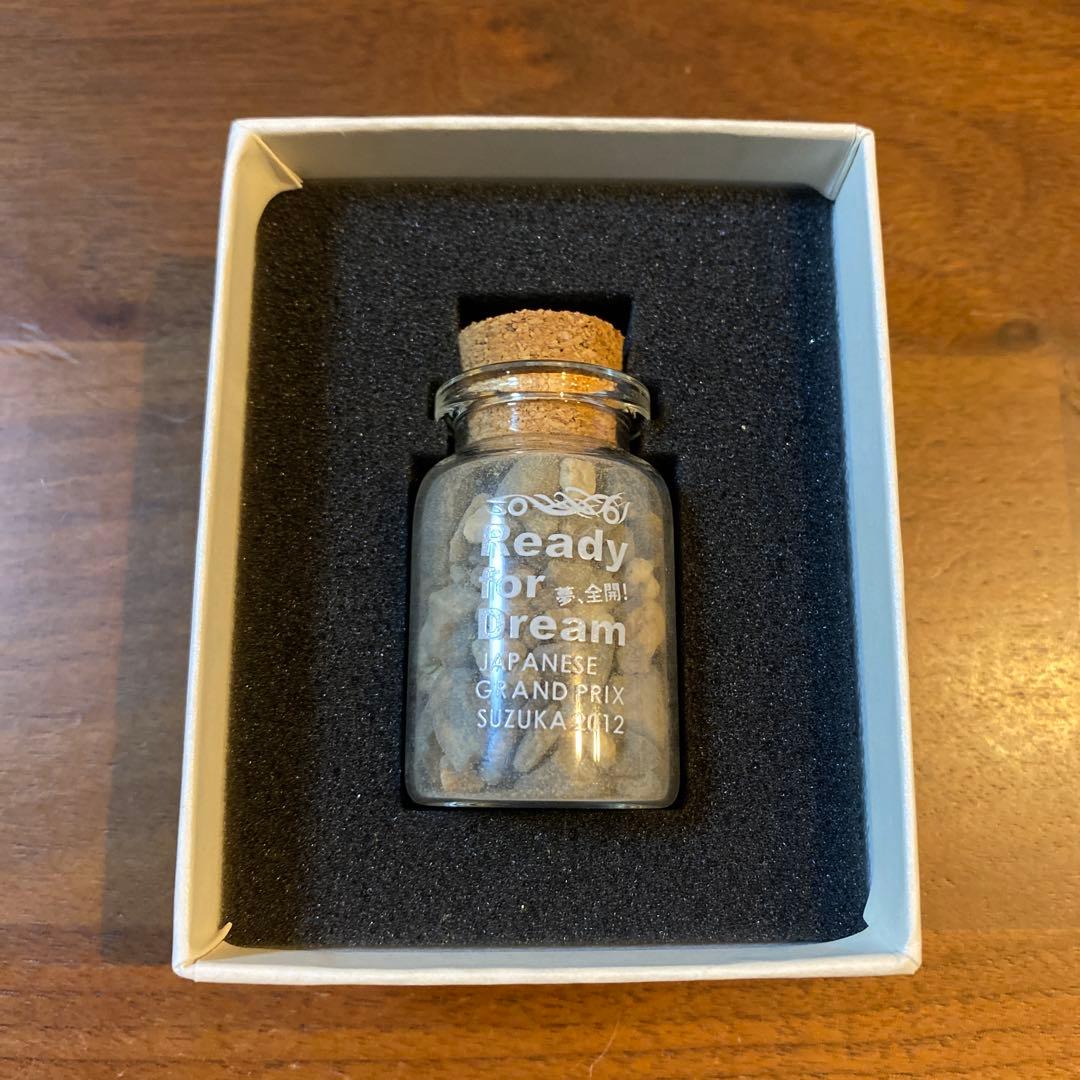 Ready
for 夢、全開!
Dream
JAPANESE
GRAND PRIX
SUZUKA 2012